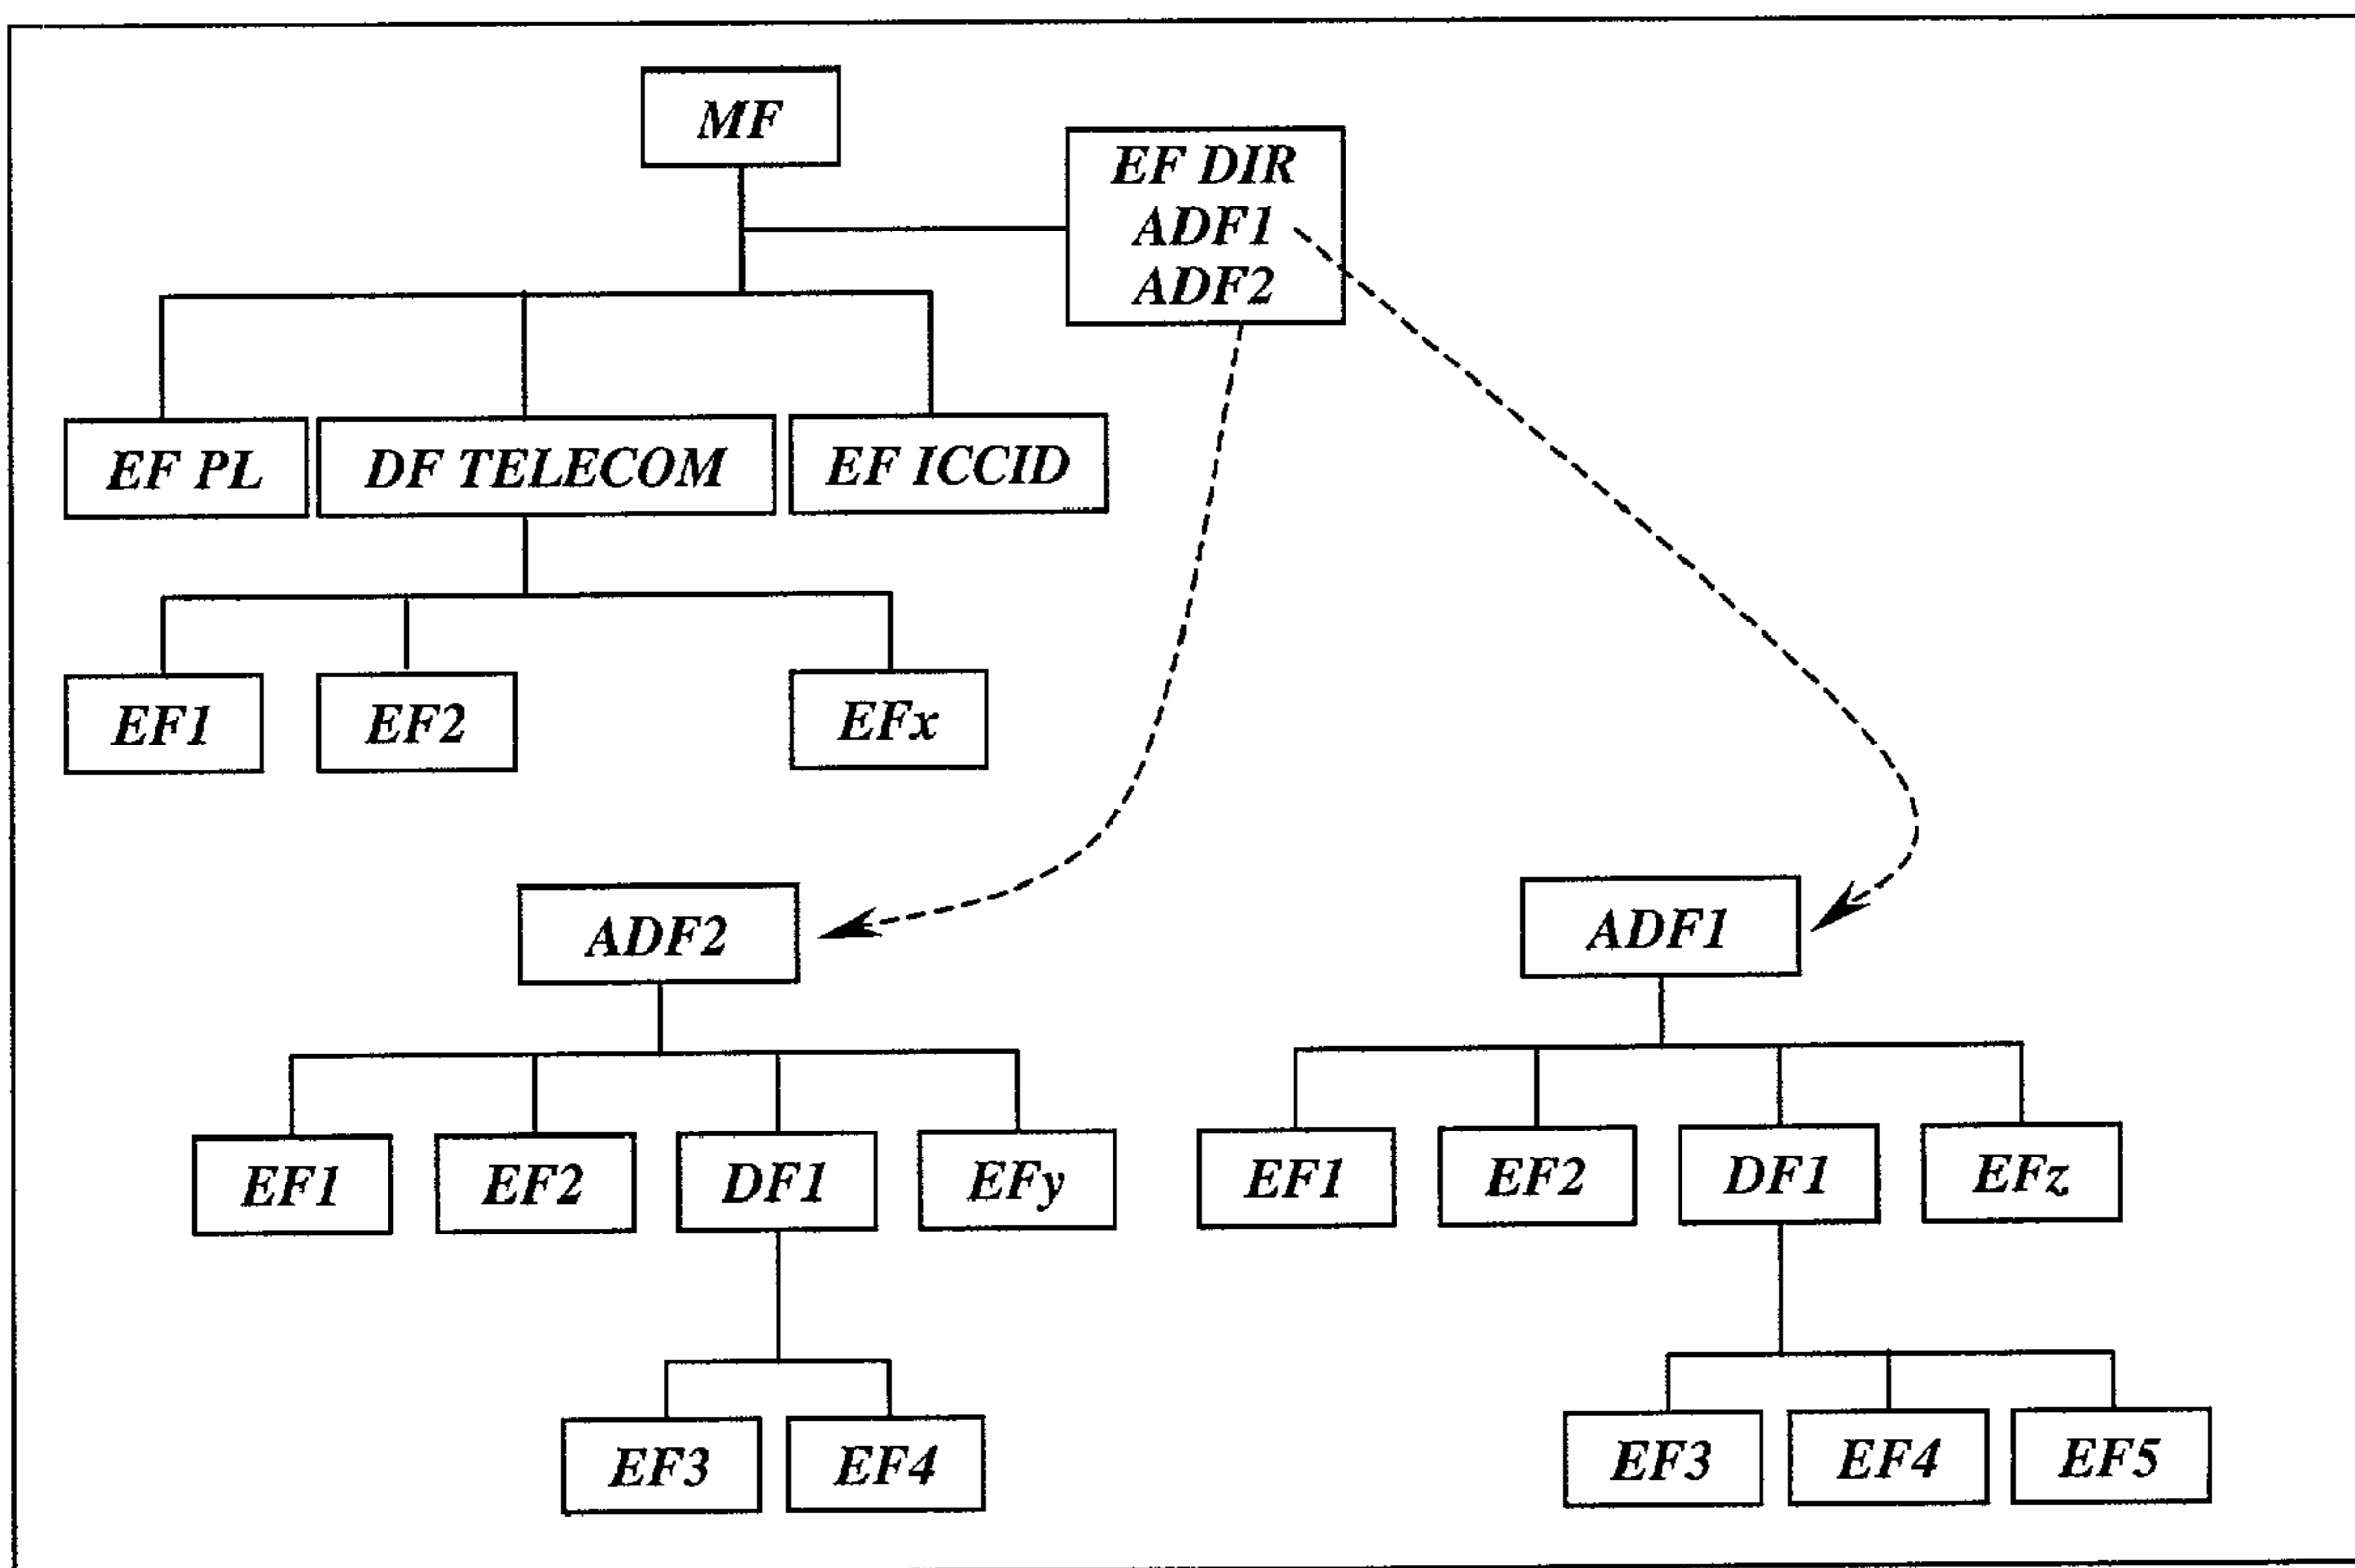 MF
EF DIR
ADF1
ADF2
EF PL
DF TELECOM
EF ICCID
EF1
EF2
EFx
ADF2
ADF1
EF1
EF2
DF1
EFy
EF1
EF2
DF1
EFz
EF3
EF4
EF3
EF4
EF5